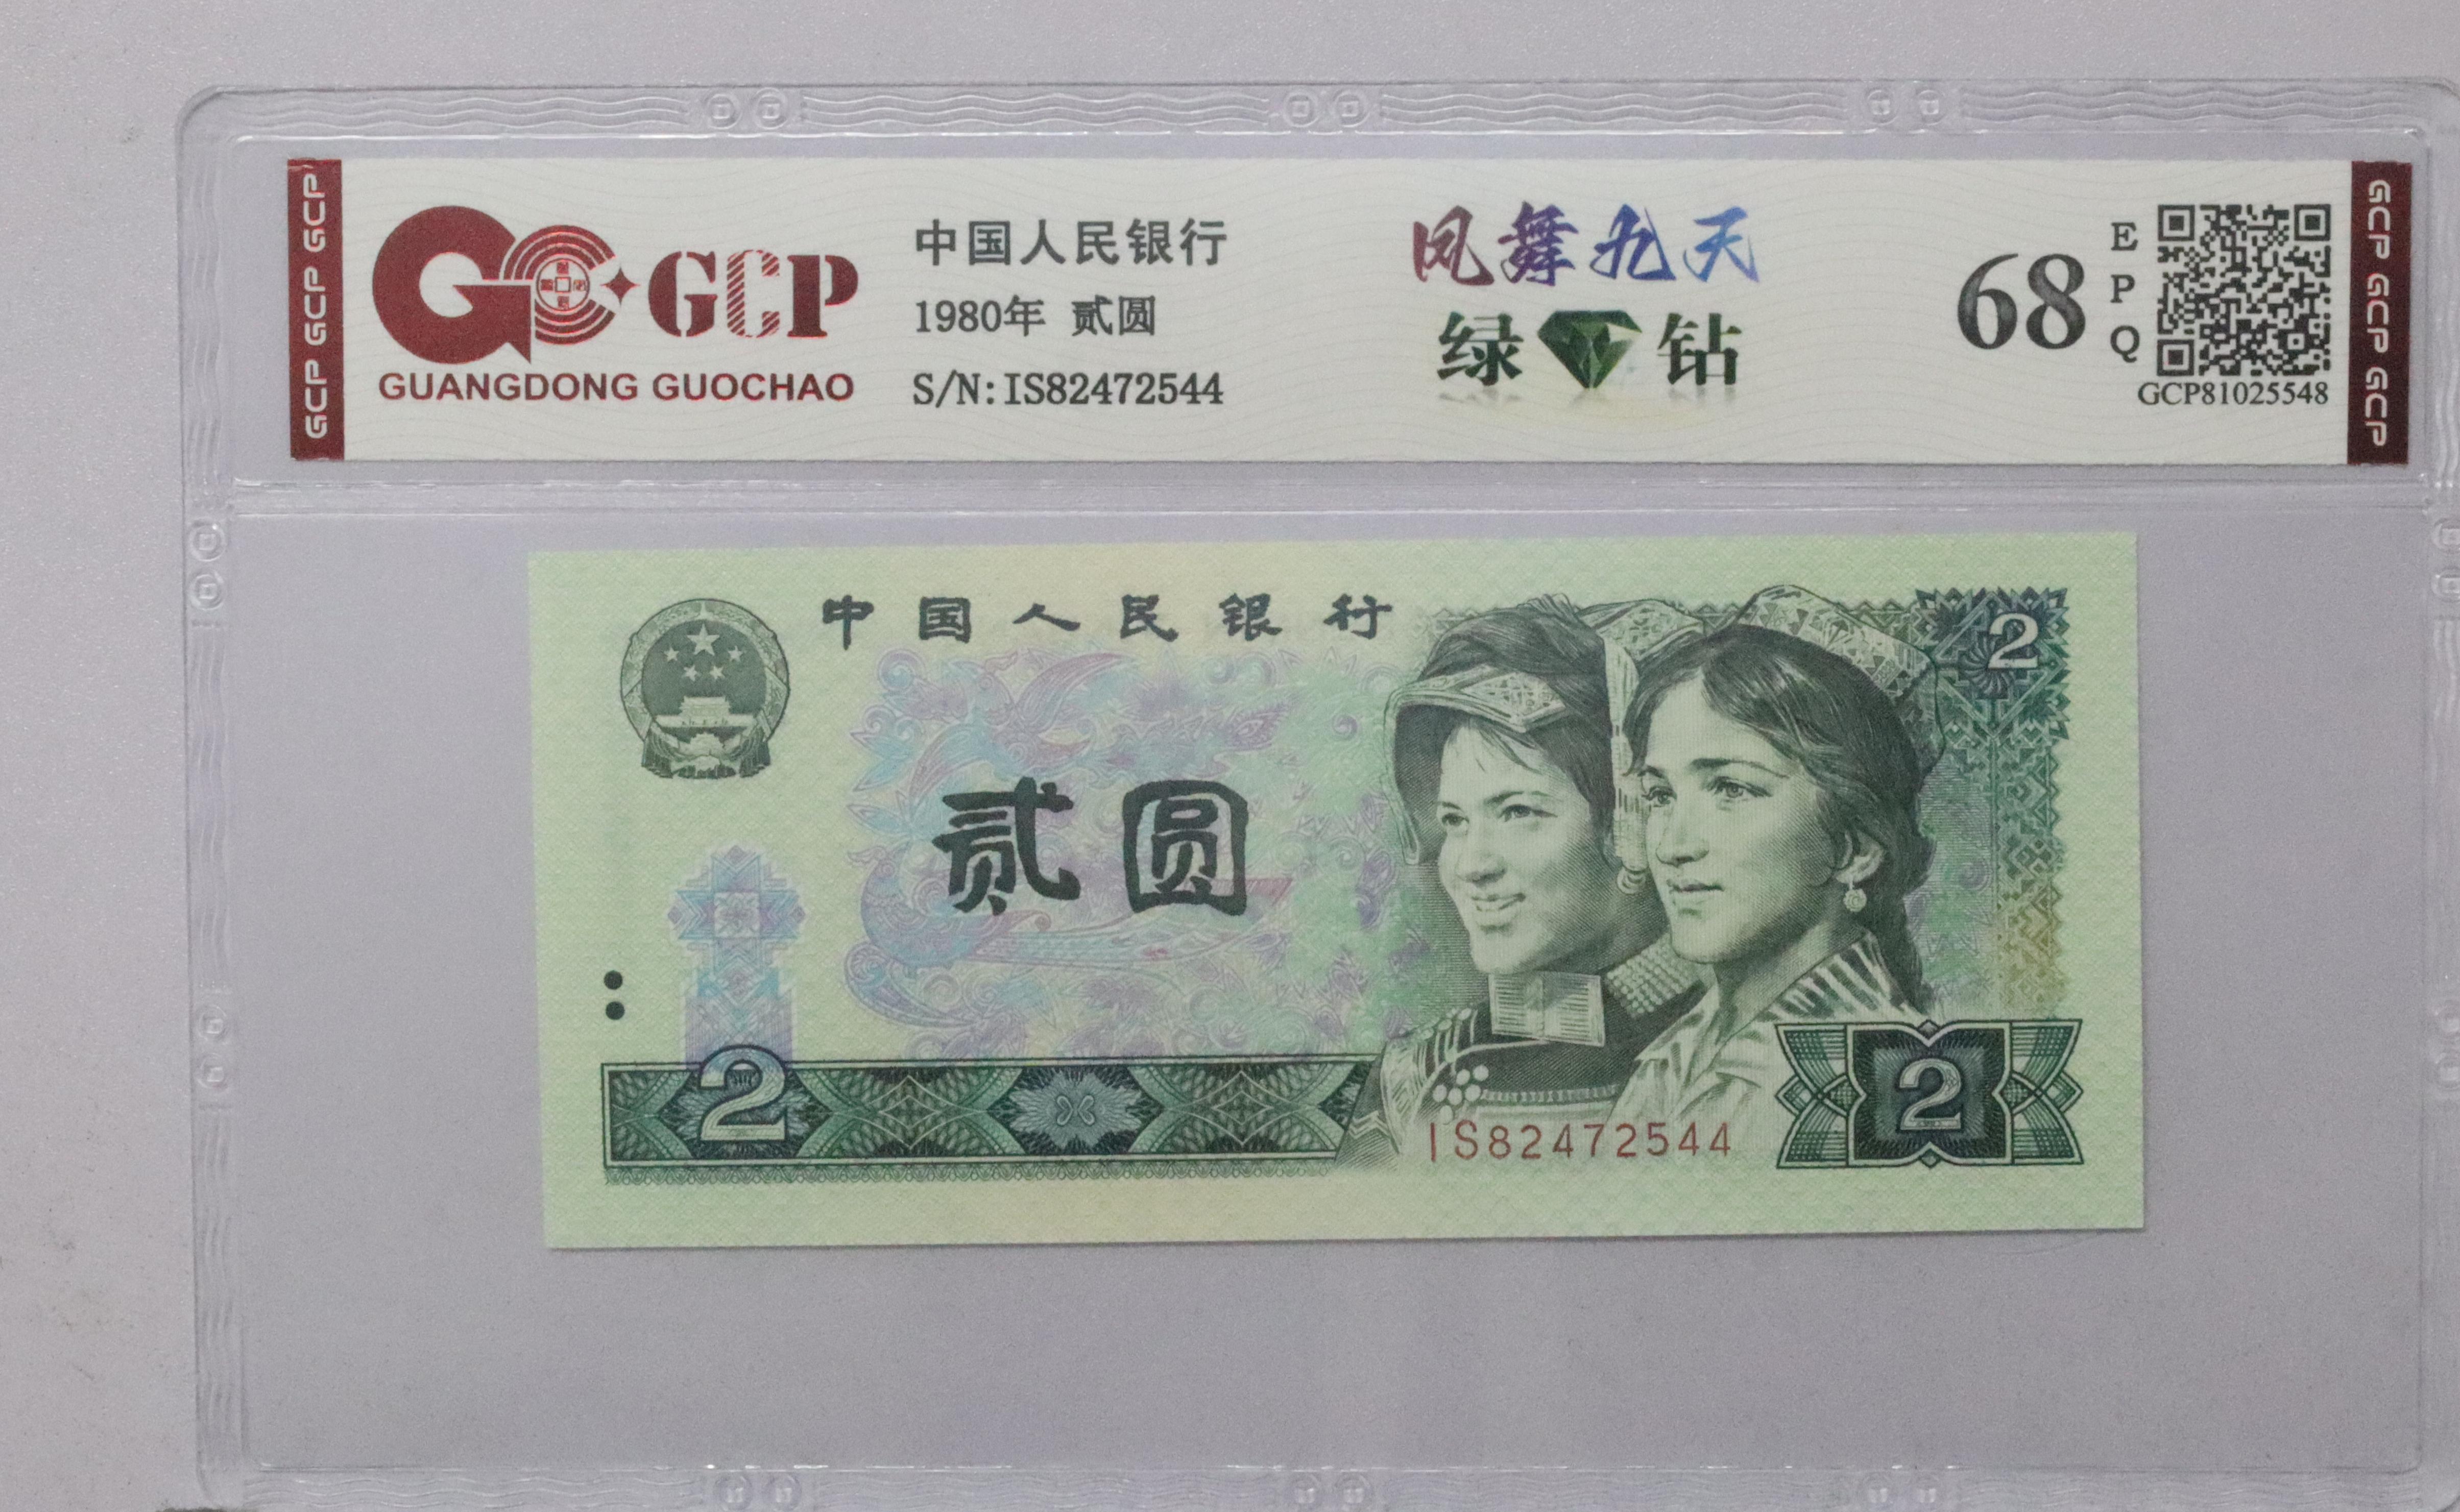 GCP GCP GCP
GCP
GUANGDONG GUOCHAO
中国人民银行
1980年 贰圆
S/N:IS82472544
凤舞九天
绿钻
68
EPQ
GCP81025548
GCP GCP GCP
中国人民银行
2
贰圆
2
IS82472544
2